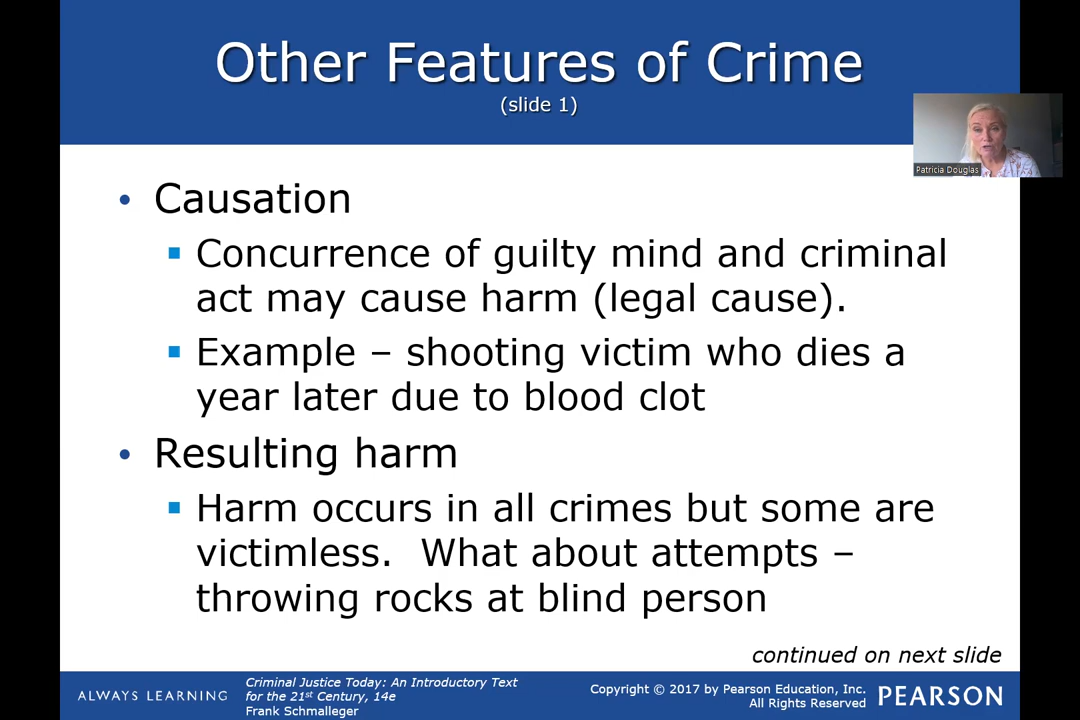 Other Features of Crime
(slide 1)
Patricia Douglas
• Causation
▪ Concurrence of guilty mind and criminal
act may cause harm (legal cause).
▪ Example – shooting victim who dies a
year later due to blood clot
• Resulting harm
▪ Harm occurs in all crimes but some are
victimless.  What about attempts –
throwing rocks at blind person
continued on next slide
ALWAYS LEARNING
Criminal Justice Today: An Introductory Text
for the 21st Century, 14e
Frank Schmalleger
Copyright © 2017 by Pearson Education, Inc.
All Rights Reserved
PEARSON